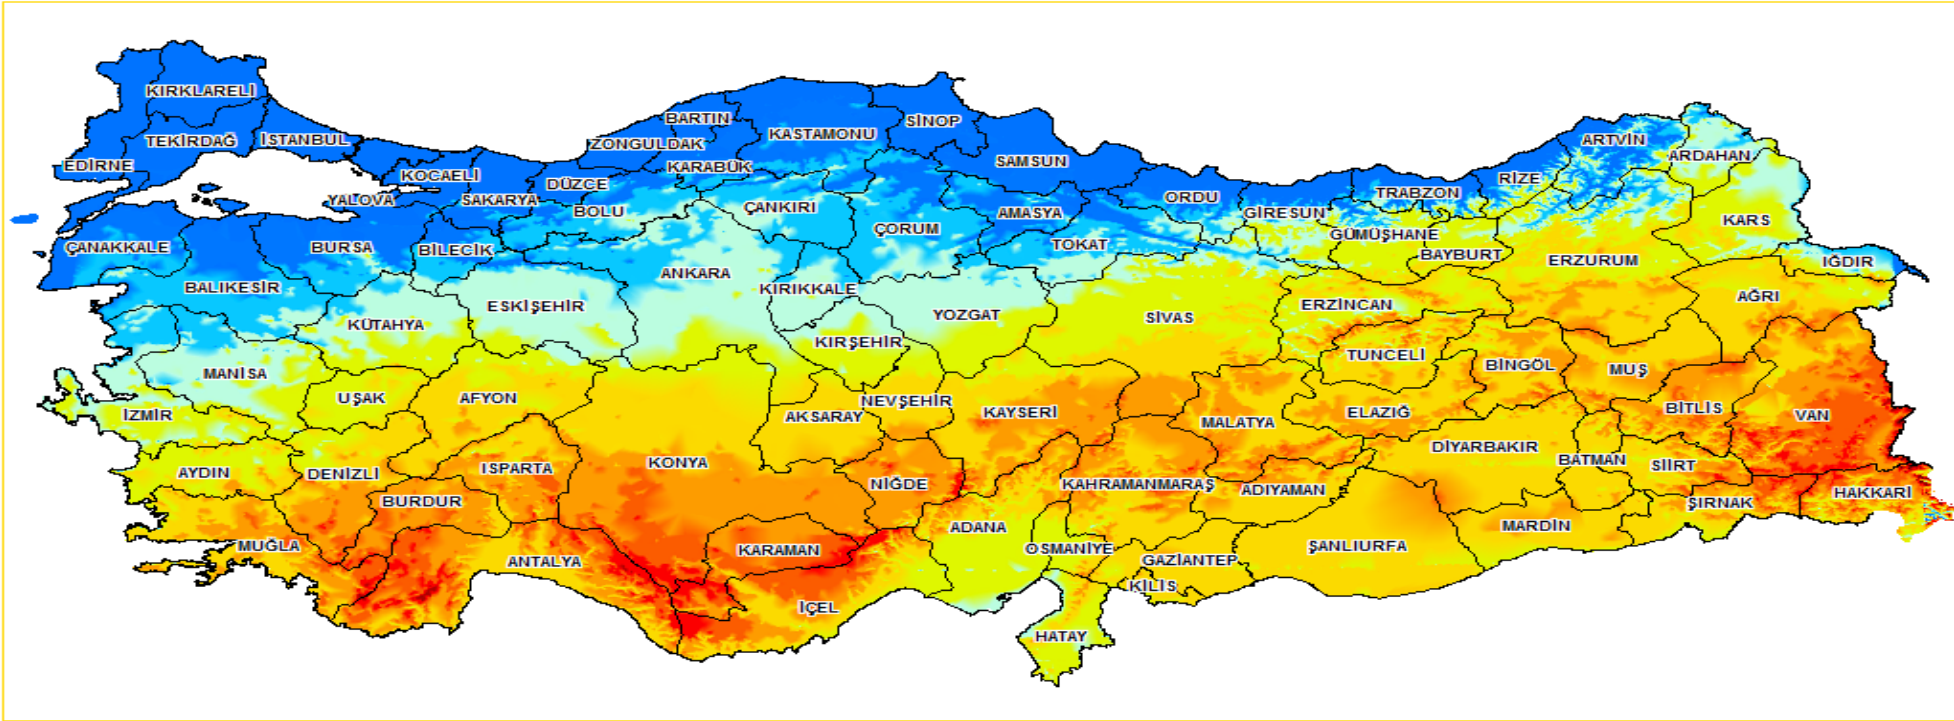 KIRKLARELİ
BARTIN
SİNOP
KASTAMONU
TEKİRDAĞ
İSTANBUL
ZONGULDAK
ARTVİN
EDİRNE
KARABÜK
SAMSUN
ARDAHAN
KOCAELİ
DÜZCE
RİZE
YALOVA
SAKARYA
BOLU
ÇANKIRI
AMASYA
ORDU
TRABZON
GİRESUN
KARS
ÇANAKKALE
BURSA
BİLECİK
ÇORUM
TOKAT
GÜMÜŞHANE
BAYBURT
ERZURUM
IĞDIR
ANKARA
BALIKESİR
KIRIKKALE
AĞRI
ESKİŞEHİR
ERZİNCAN
KÜTAHYA
YOZGAT
SİVAS
KIRŞEHİR
TUNCELİ
BİNGÖL
MUŞ
MANİSA
UŞAK
AFYON
NEVŞEHİR
İZMİR
AKSARAY
KAYSERİ
MALATYA
ELAZIĞ
BİTLİS
VAN
DİYARBAKIR
BATMAN
SİİRT
AYDIN
DENİZLİ
ISPARTA
KONYA
NİĞDE
KAHRAMANMARAŞ
ADIYAMAN
HAKKARİ
BURDUR
ŞIRNAK
ADANA
MARDİN
MUĞLA
KARAMAN
OSMANİYE
ŞANLIURFA
ANTALYA
GAZİANTEP
KİLİS
İÇEL
HATAY